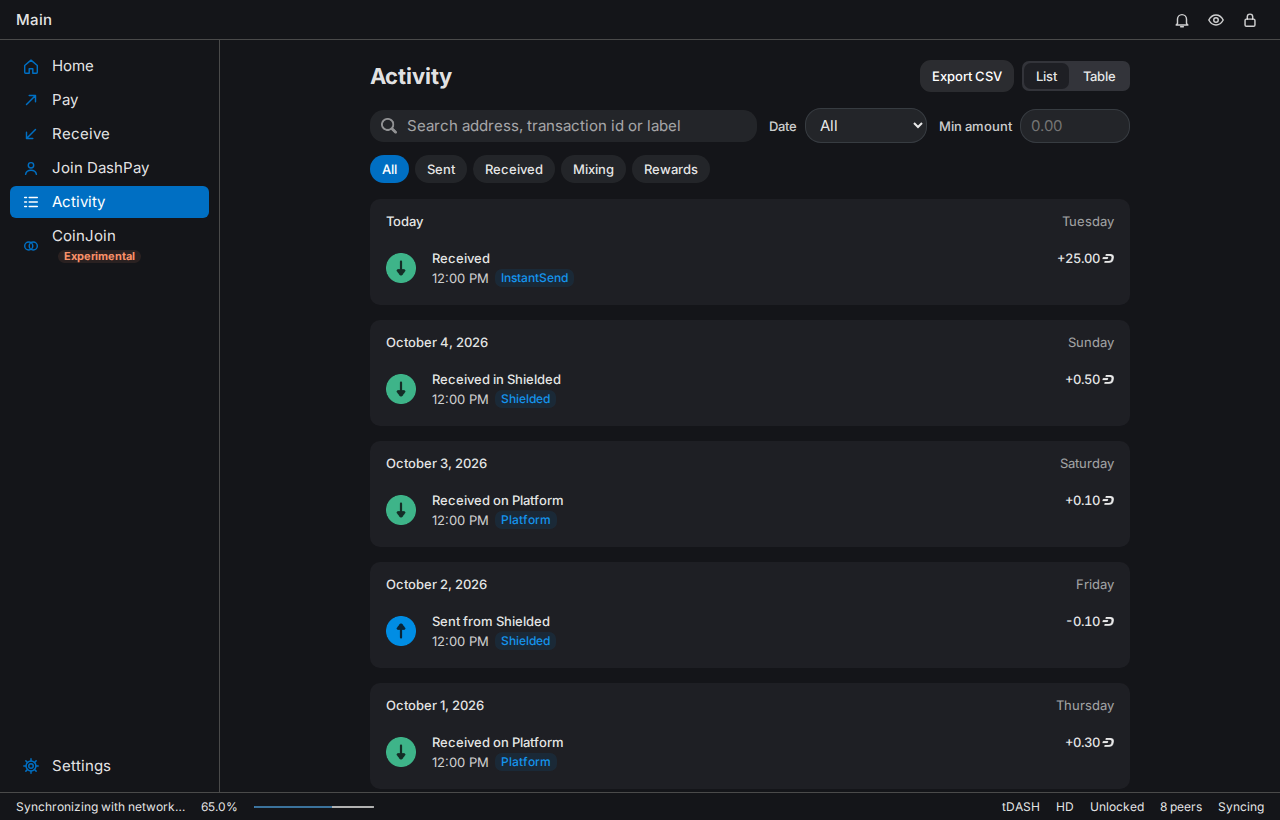 Main
Home
Pay
Receive
Join DashPay
Activity
CoinJoin
Experimental
Settings
Activity
Export CSV
List
Table
Search address, transaction id or label
Date
All
Min amount
0.00
All
Sent
Received
Mixing
Rewards
Today
Tuesday
Received
+25.00
12:00 PM
InstantSend
October 4, 2026
Sunday
Received in Shielded
+0.50
12:00 PM
Shielded
October 3, 2026
Saturday
Received on Platform
+0.10
12:00 PM
Platform
October 2, 2026
Friday
Sent from Shielded
-0.10
12:00 PM
Shielded
October 1, 2026
Thursday
Received on Platform
+0.30
12:00 PM
Platform
Synchronizing with network...
65.0%
tDASH
HD
Unlocked
8 peers
Syncing